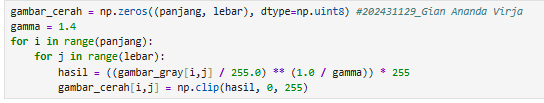 gambar_cerah = np.zeros((panjang, lebar), dtype=np.uint8) #202431129_Gian Ananda Virja
gamma = 1.4
for i in range(panjang):
    for j in range(lebar):
        hasil = ((gambar_gray[i,j] / 255.0) ** (1.0 / gamma)) * 255
        gambar_cerah[i,j] = np.clip(hasil, 0, 255)